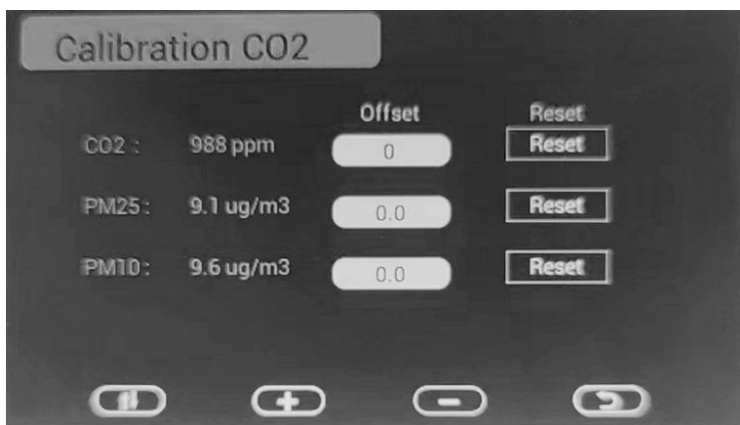 Calibration CO2
Offset Reset
CO2 : 988 ppm 0 Reset
PM25 : 9.1 ug/m3 0.0 Reset
PM10 : 9.6 ug/m3 0.0 Reset